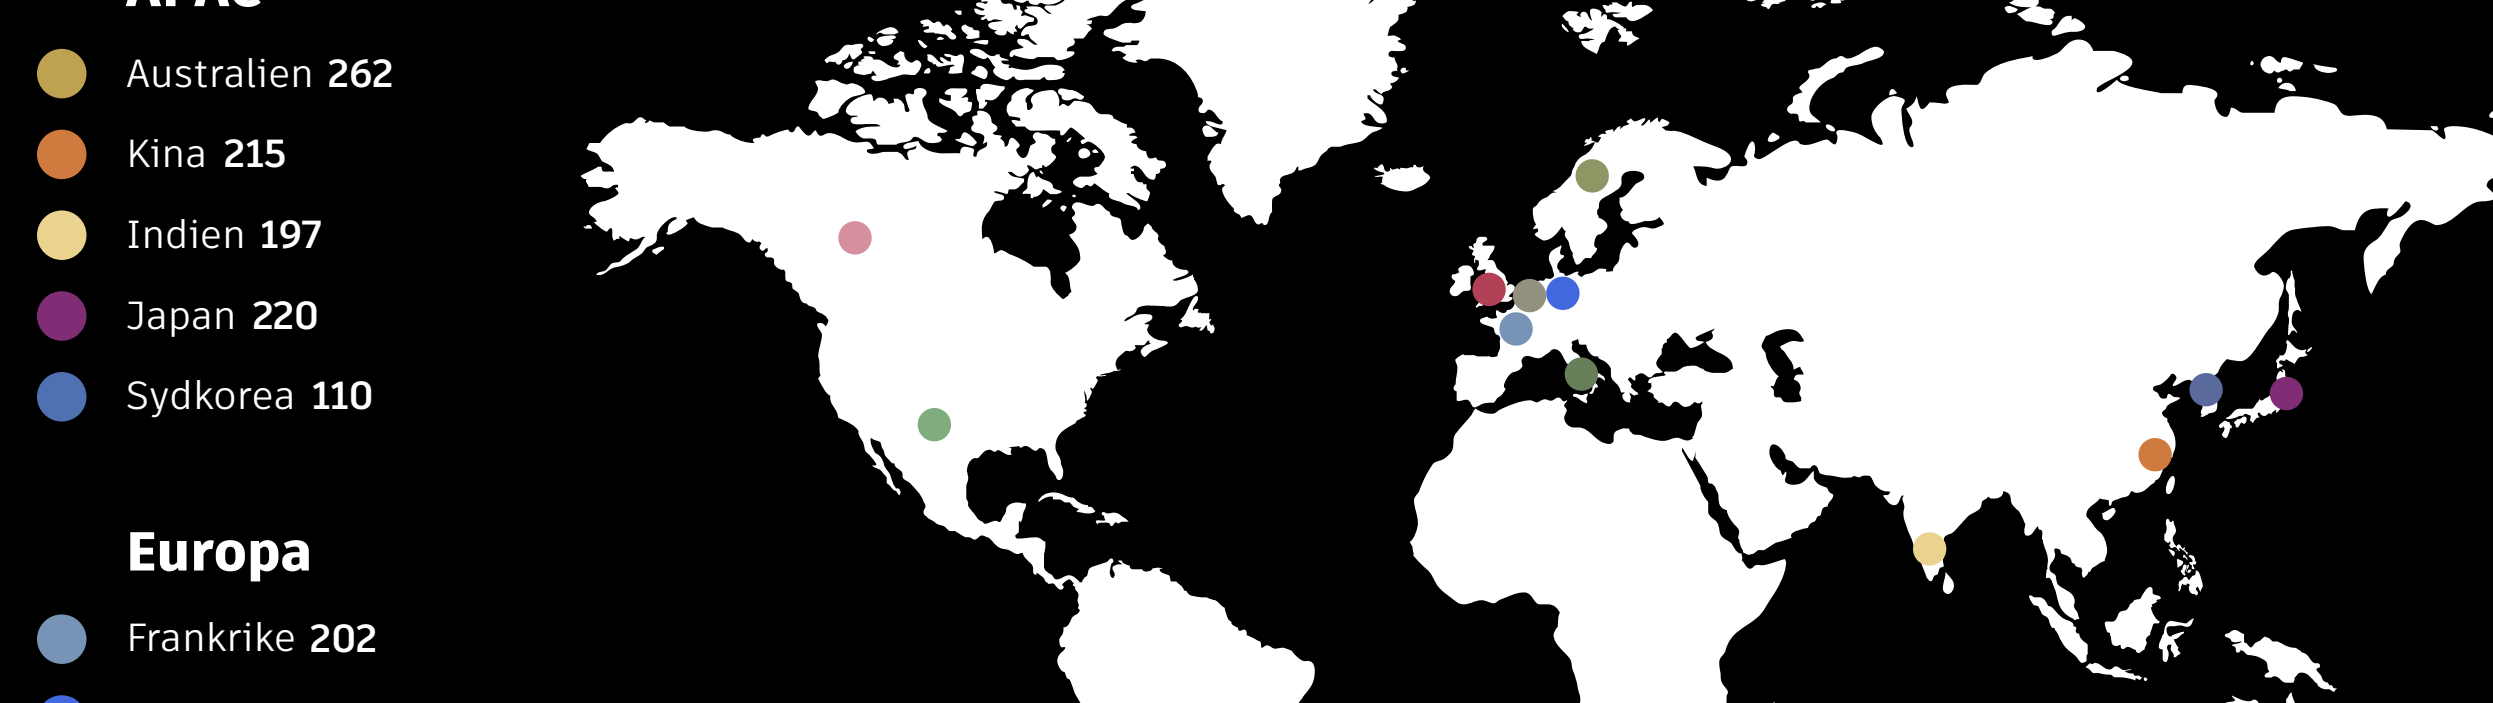 Australien 262
Kina 215
Indien 197
Japan 220
Sydkorea 110
Europa
Frankrike 202